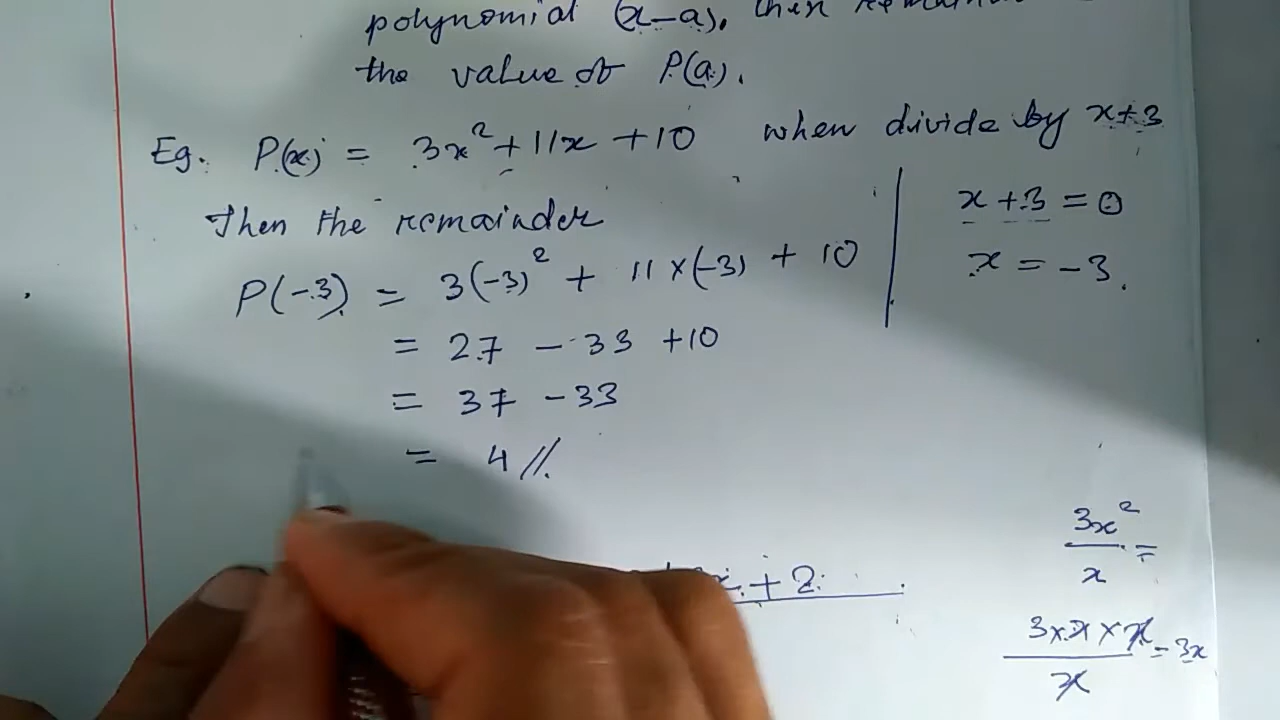 polynomial (x-a), then
the value of P(a).
Eg. P(x) = 3x² + 11x + 10 when divide by x+3
Then the remainder
x + 3 = 0
P(-3) = 3(-3)² + 11 × (-3) + 10
x = -3.
= 27 - 33 + 10
= 37 - 33
= 4 //.
3x²/x =
+ 2
3×x×x/x = 3x